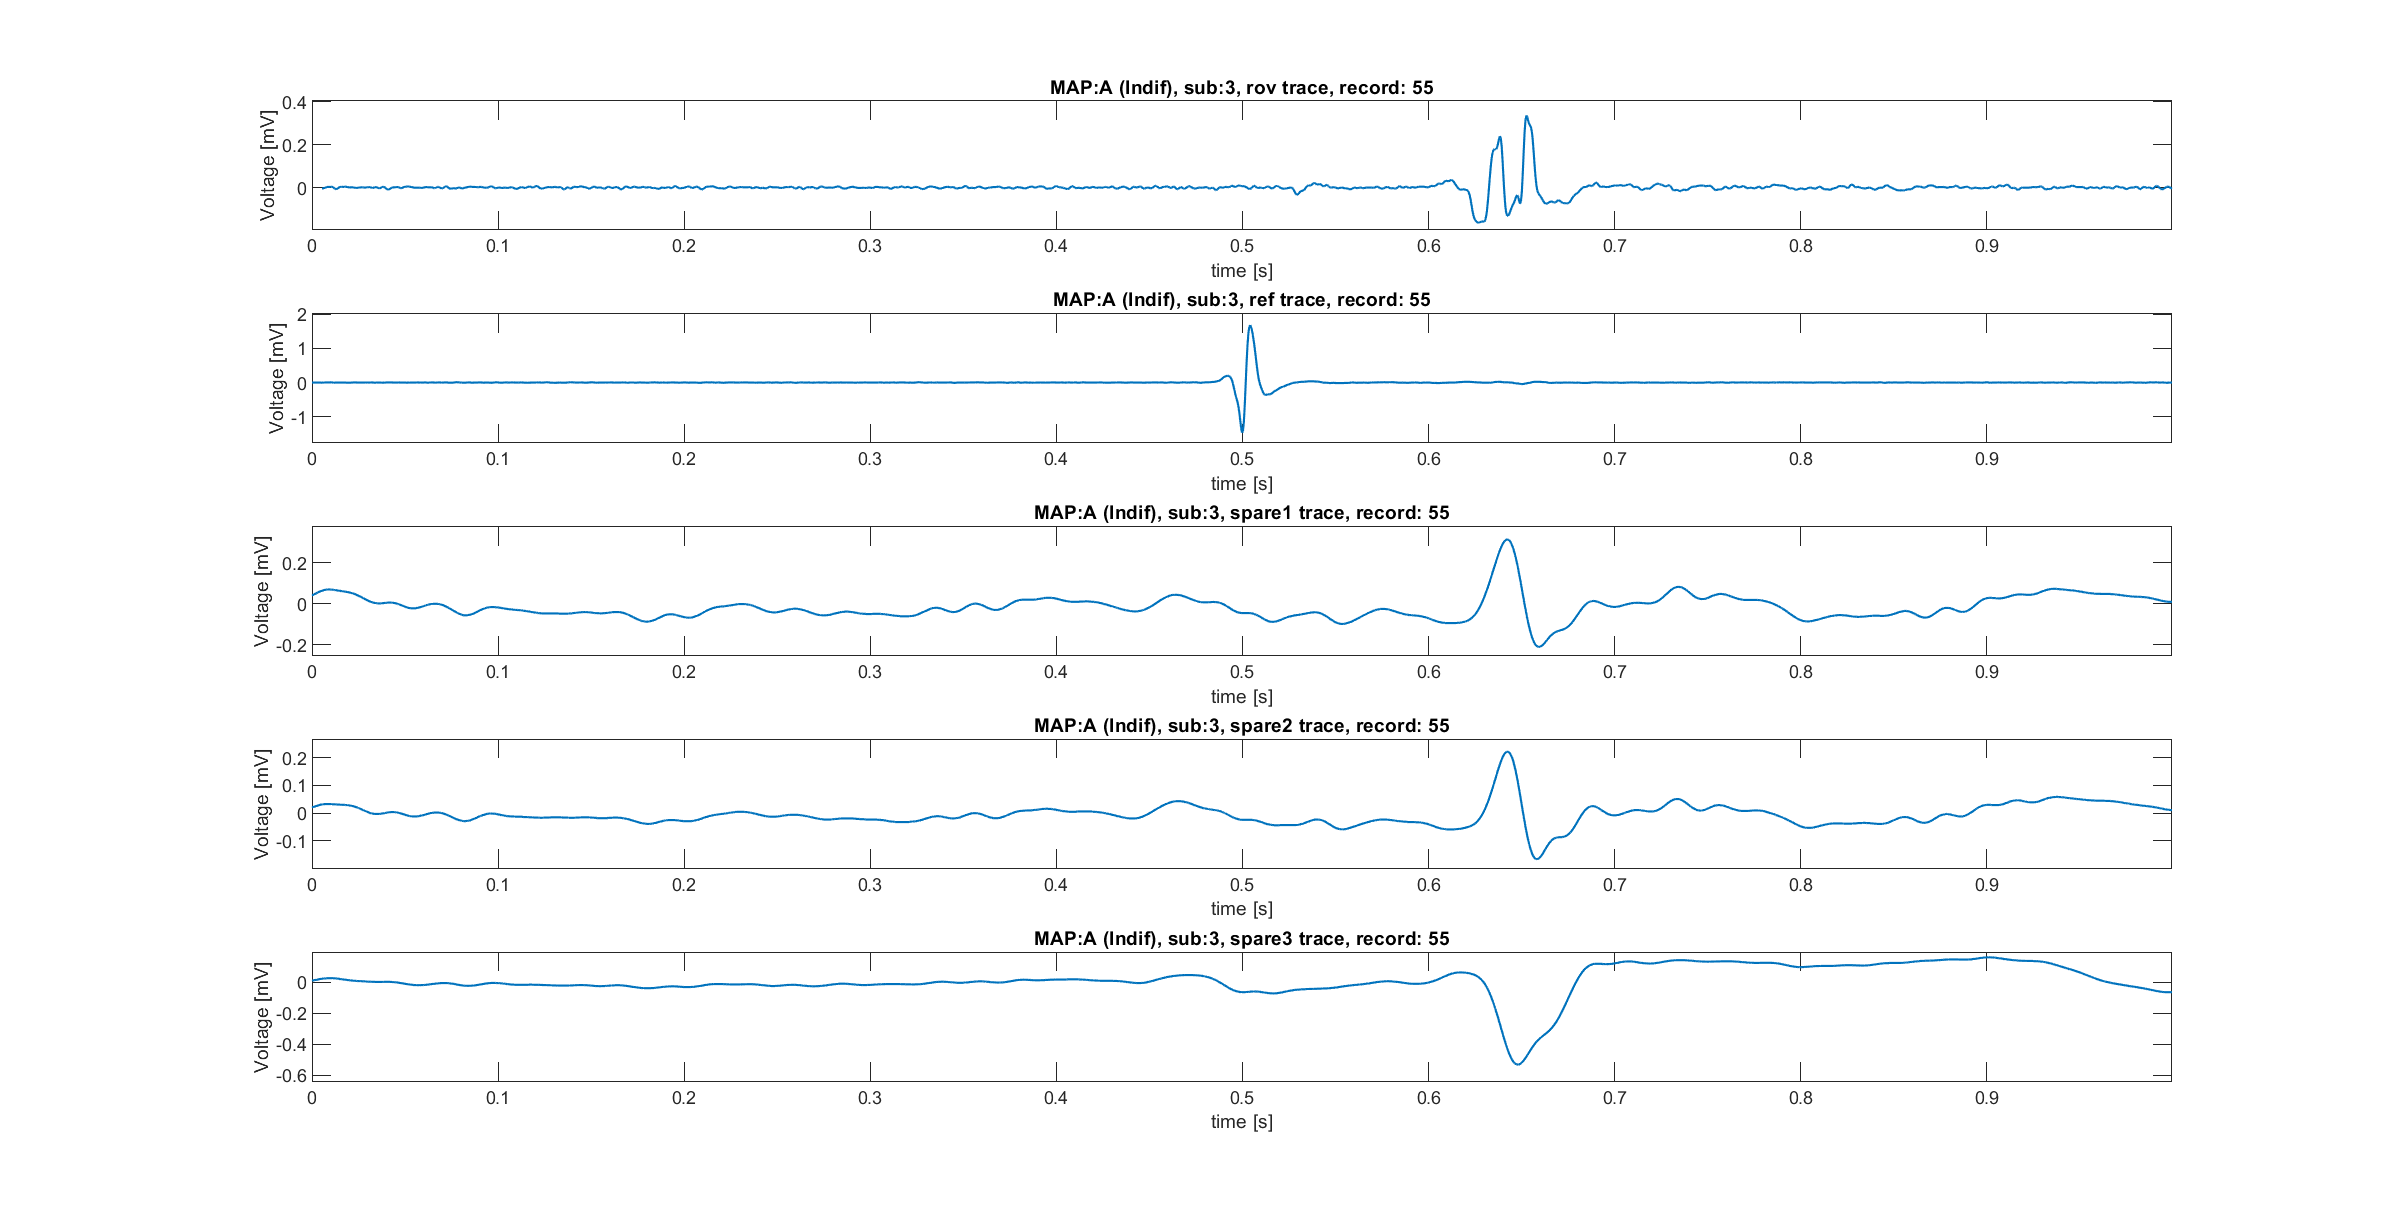 MAP:A (Indif), sub:3, rov trace, record: 55
Voltage [mV]
0.4
0.2
0
0 0.1 0.2 0.3 0.4 0.5 0.6 0.7 0.8 0.9
time [s]
MAP:A (Indif), sub:3, ref trace, record: 55
Voltage [mV]
2
1
0
-1
0 0.1 0.2 0.3 0.4 0.5 0.6 0.7 0.8 0.9
time [s]
MAP:A (Indif), sub:3, spare1 trace, record: 55
Voltage [mV]
0.2
0
-0.2
0 0.1 0.2 0.3 0.4 0.5 0.6 0.7 0.8 0.9
time [s]
MAP:A (Indif), sub:3, spare2 trace, record: 55
Voltage [mV]
0.2
0.1
0
-0.1
0 0.1 0.2 0.3 0.4 0.5 0.6 0.7 0.8 0.9
time [s]
MAP:A (Indif), sub:3, spare3 trace, record: 55
Voltage [mV]
0
-0.2
-0.4
-0.6
0 0.1 0.2 0.3 0.4 0.5 0.6 0.7 0.8 0.9
time [s]